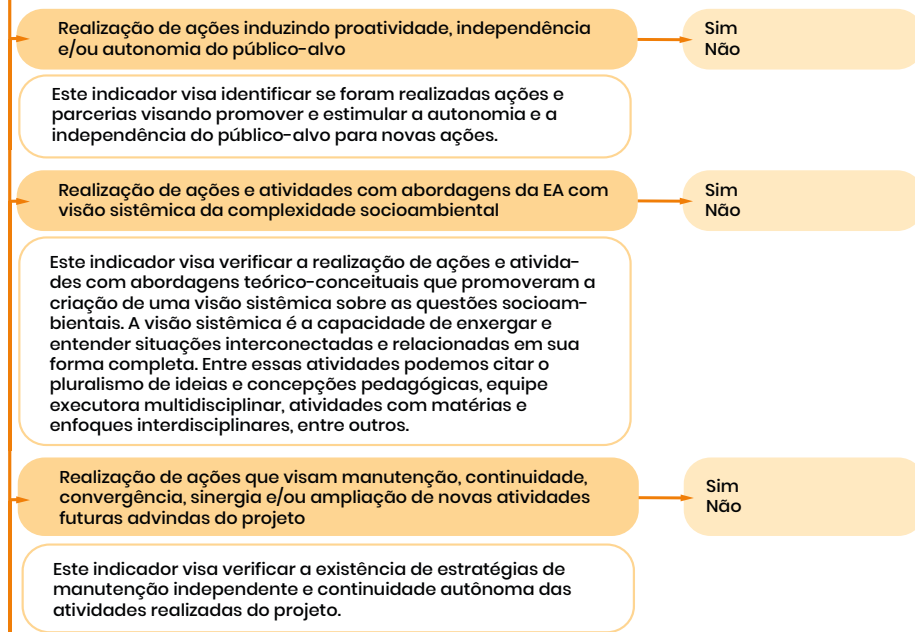 Realização de ações induzindo proatividade, independência
e/ou autonomia do público-alvo
Sim
Não
Este indicador visa identificar se foram realizadas ações e
parcerias visando promover e estimular a autonomia e a
independência do público-alvo para novas ações.
Realização de ações e atividades com abordagens da EA com
visão sistêmica da complexidade socioambiental
Sim
Não
Este indicador visa verificar a realização de ações e ativida-
des com abordagens teórico-conceituais que promoveram a
criação de uma visão sistêmica sobre as questões socioam-
bientais. A visão sistêmica é a capacidade de enxergar e
entender situações interconectadas e relacionadas em sua
forma completa. Entre essas atividades podemos citar o
pluralismo de ideias e concepções pedagógicas, equipe
executora multidisciplinar, atividades com matérias e
enfoques interdisciplinares, entre outros.
Realização de ações que visam manutenção, continuidade,
convergência, sinergia e/ou ampliação de novas atividades
futuras advindas do projeto
Sim
Não
Este indicador visa verificar a existência de estratégias de
manutenção independente e continuidade autônoma das
atividades realizadas do projeto.